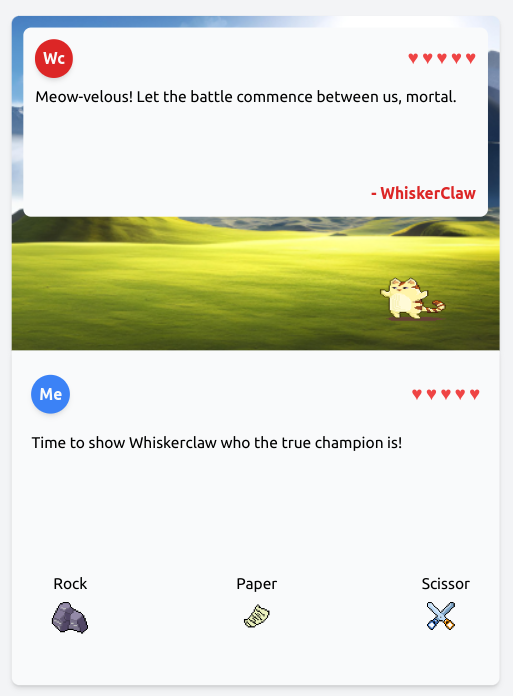 Wc ♥ ♥ ♥ ♥ ♥
Meow-velous! Let the battle commence between us, mortal.
- WhiskerClaw
Me ♥ ♥ ♥ ♥ ♥
Time to show Whiskerclaw who the true champion is!
Rock Paper Scissor